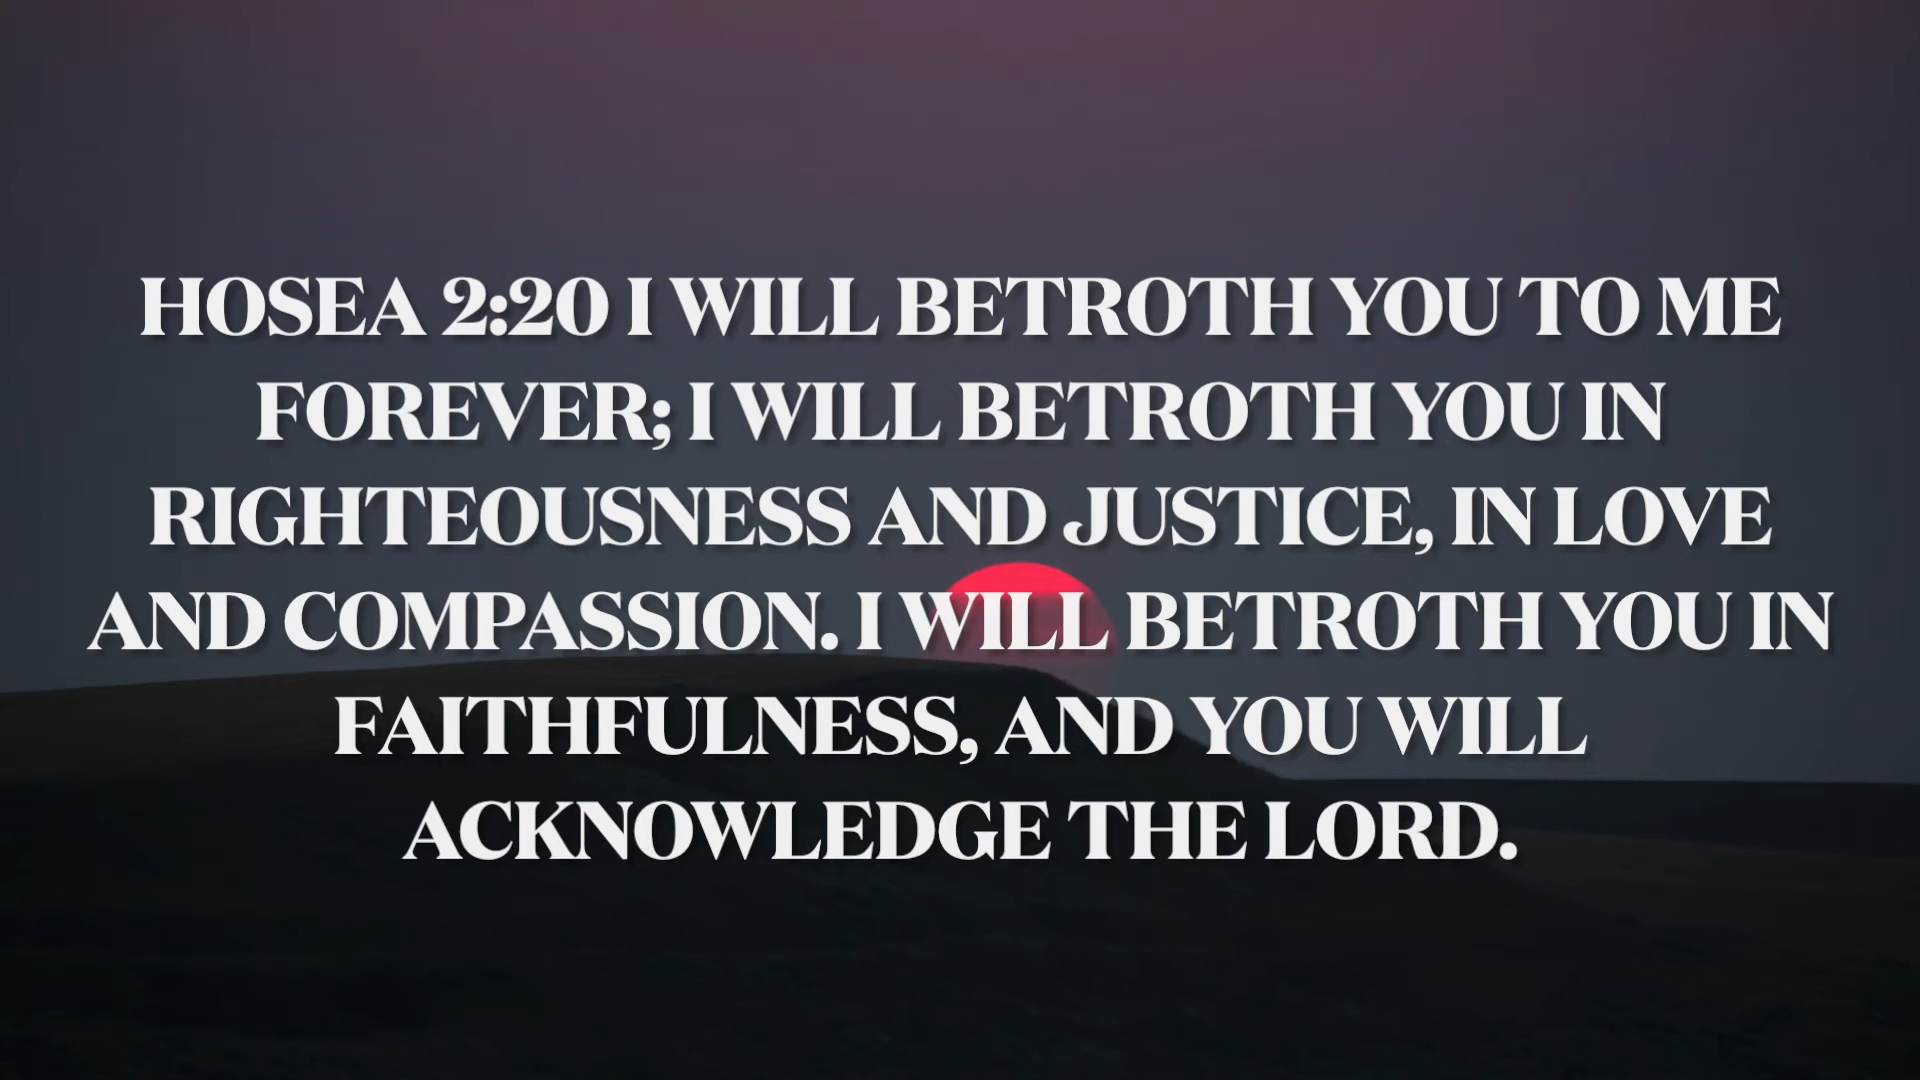 HOSEA 2:20 I WILL BETROTH YOU TO ME
FOREVER; I WILL BETROTH YOU IN
RIGHTEOUSNESS AND JUSTICE, IN LOVE
AND COMPASSION. I WILL BETROTH YOU IN
FAITHFULNESS, AND YOU WILL
ACKNOWLEDGE THE LORD.